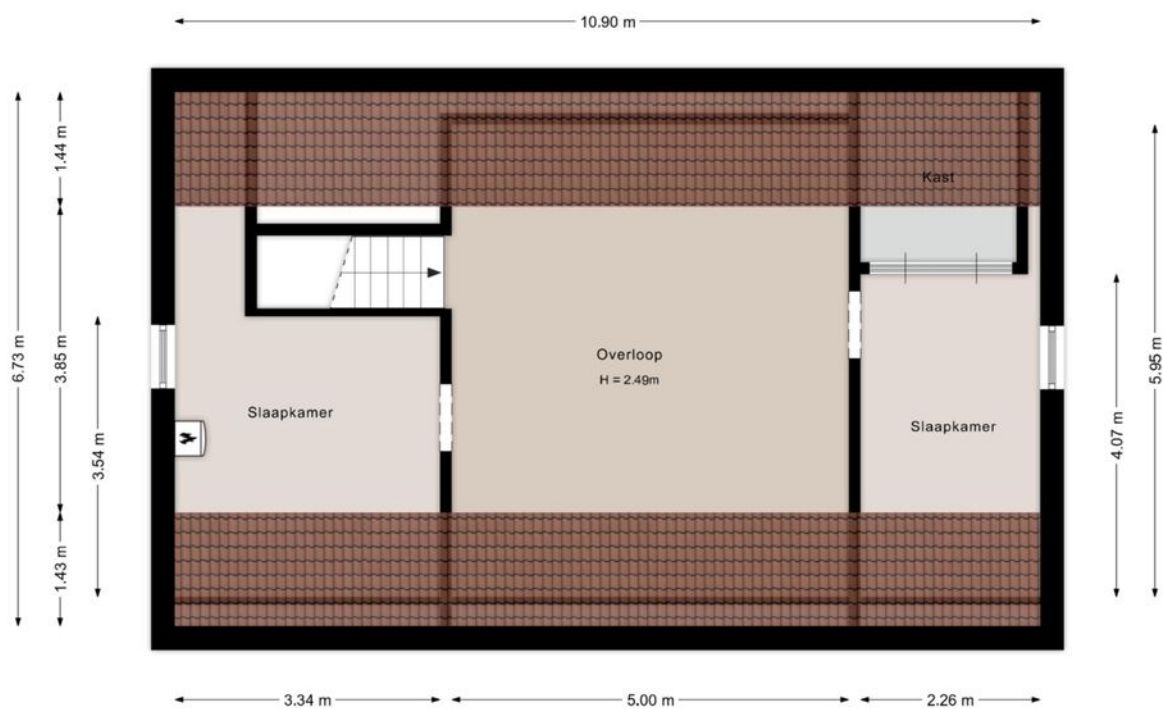 10.90 m
6.73 m
1.44 m
3.85 m
1.43 m
3.54 m
Kast
Overloop
H = 2.49m
Slaapkamer
Slaapkamer
5.95 m
4.07 m
3.34 m
5.00 m
2.26 m